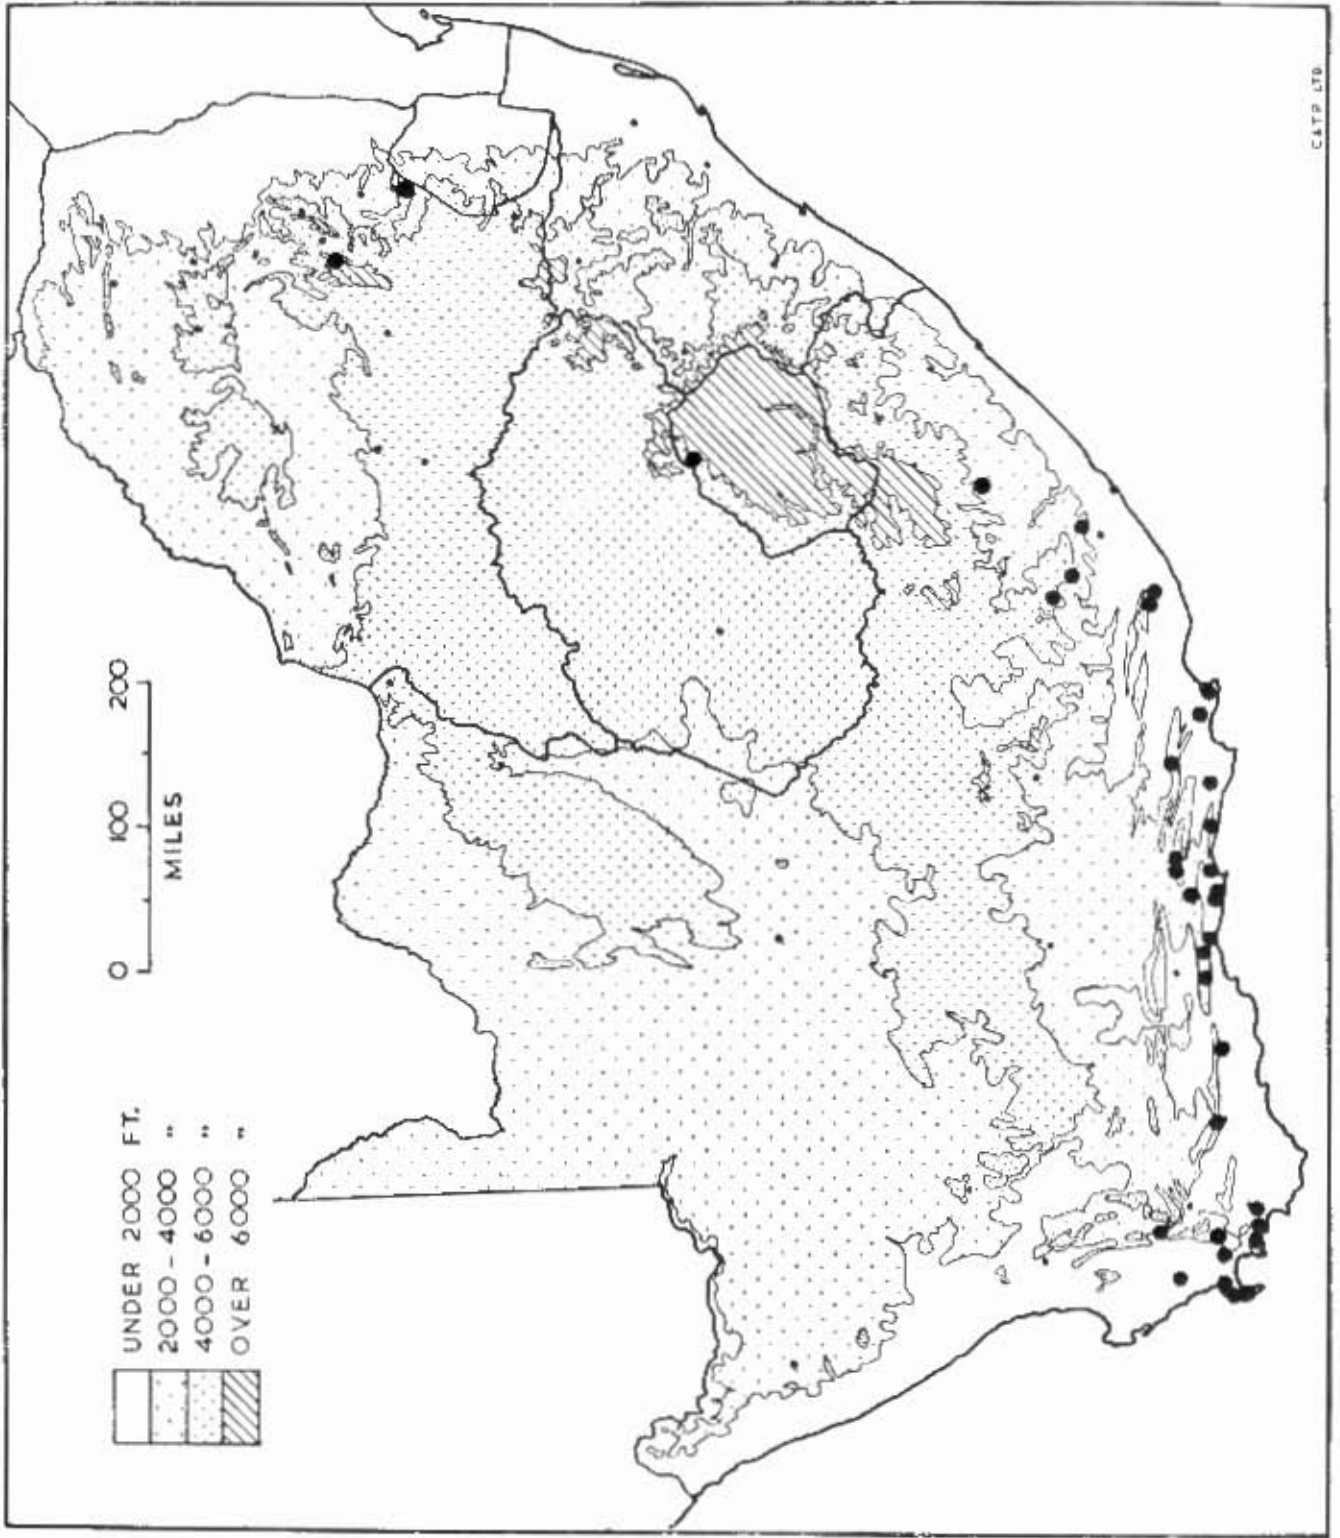 UNDER 2000 FT.
2000 – 4000 "
4000 – 6000 "
OVER 6000 "
0 100 200
MILES
C&TP LTD